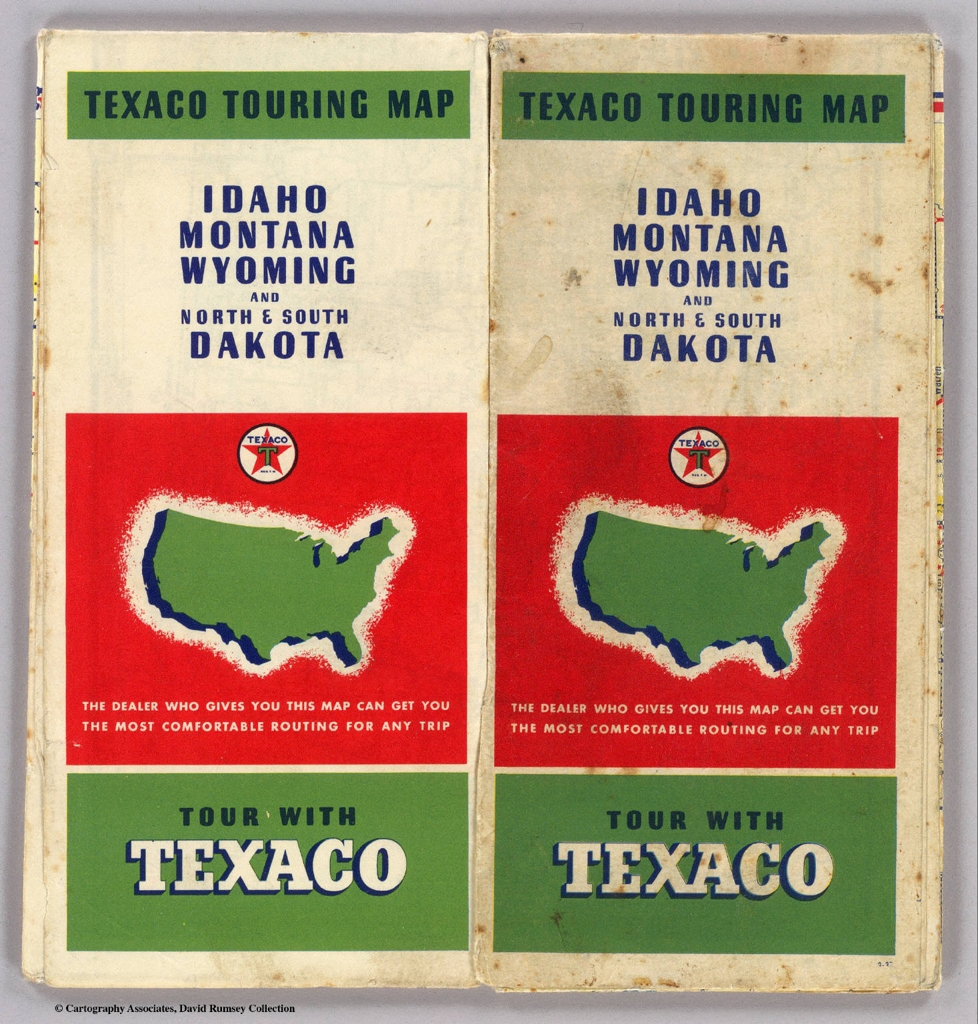 TEXACO TOURING MAP
IDAHO
MONTANA
WYOMING
AND
NORTH & SOUTH
DAKOTA
TEXACO
T
THE DEALER WHO GIVES YOU THIS MAP CAN GET YOU
THE MOST COMFORTABLE ROUTING FOR ANY TRIP
TOUR WITH
TEXACO
TEXACO TOURING MAP
IDAHO
MONTANA
WYOMING
AND
NORTH & SOUTH
DAKOTA
TEXACO
T
THE DEALER WHO GIVES YOU THIS MAP CAN GET YOU
THE MOST COMFORTABLE ROUTING FOR ANY TRIP
TOUR WITH
TEXACO
© Cartography Associates, David Rumsey Collection